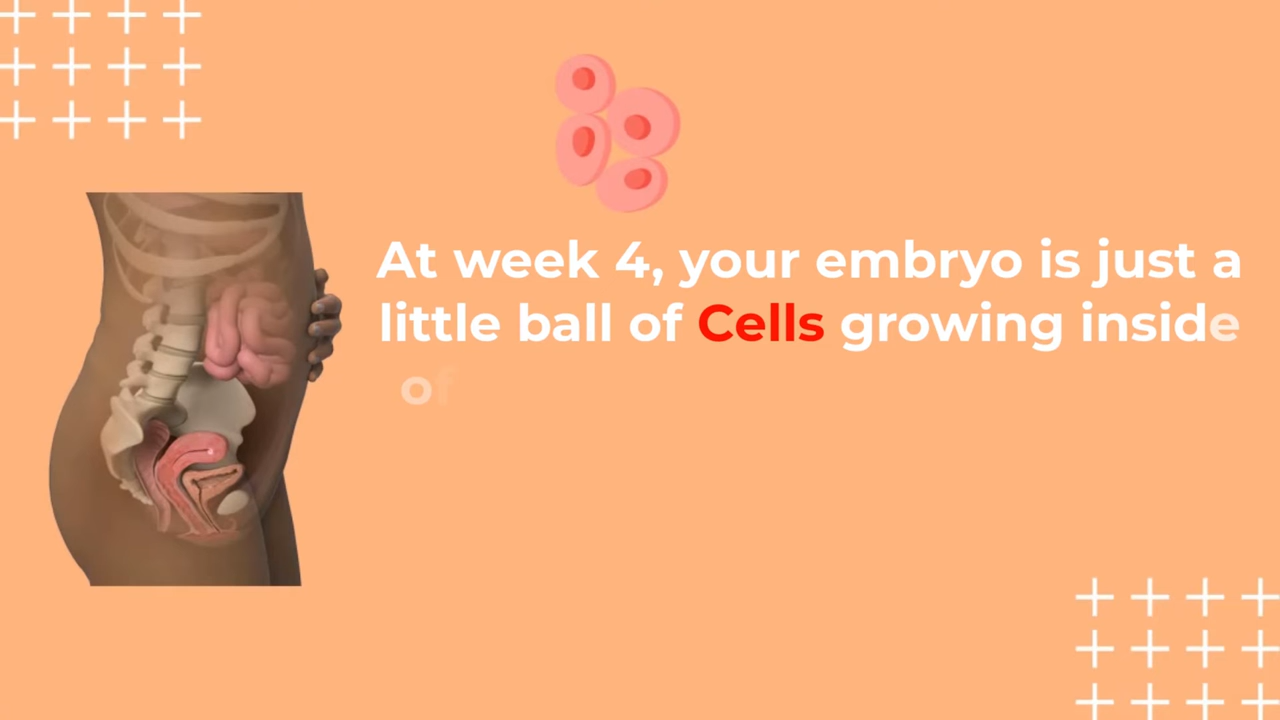 At week 4, your embryo is just a
little ball of Cells growing inside
of